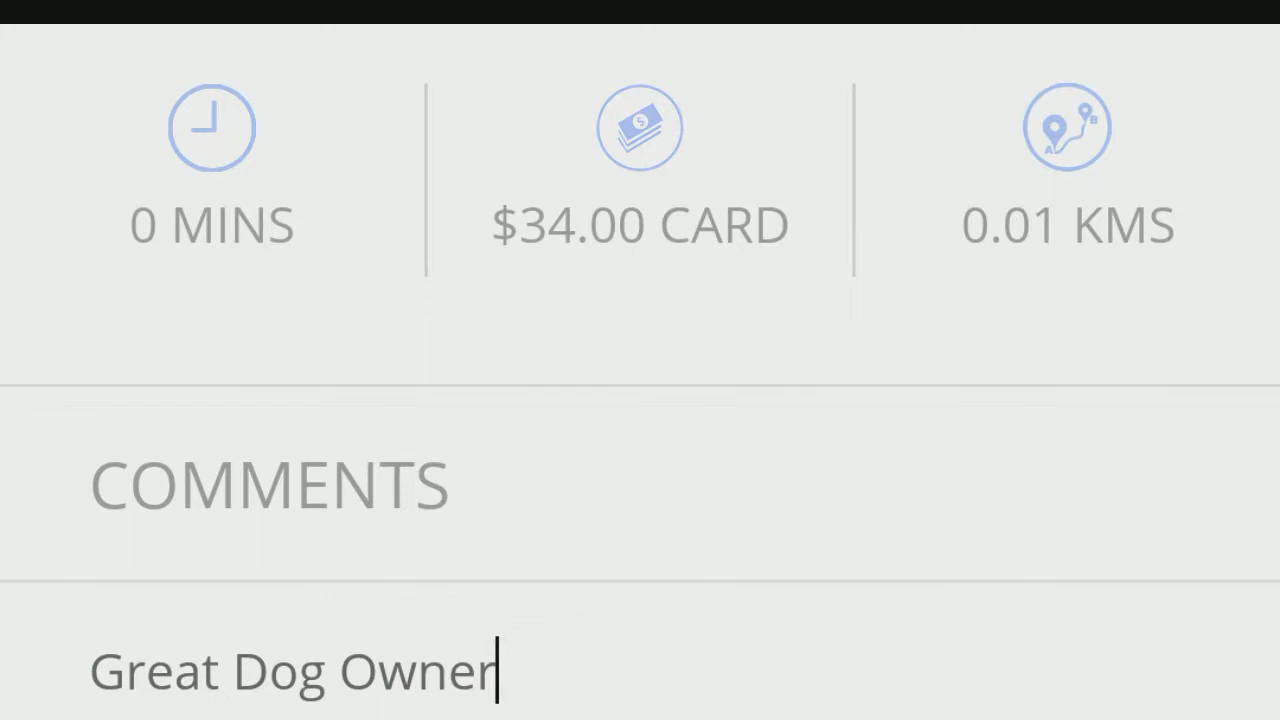 0 MINS
$34.00 CARD
0.01 KMS
COMMENTS
Great Dog Owner